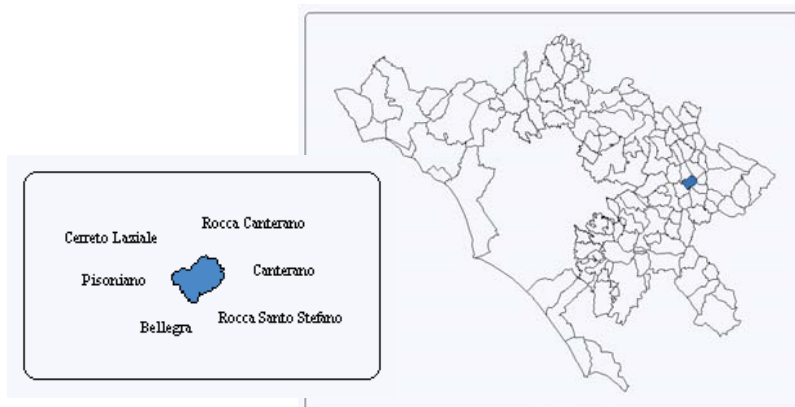 Rocca Canterano
Cerreto Laziale
Canterano
Pisoniano
Rocca Santo Stefano
Bellegra